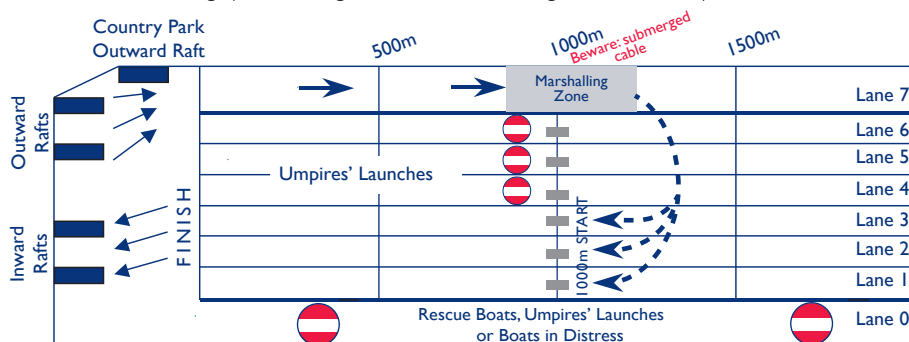 Country Park
Outward Raft
500m
1000m
Beware: submerged
cable
1500m
Marshalling
Zone
Lane 7
Outward
Rafts
Lane 6
Lane 5
Umpires' Launches
Lane 4
FINISH
1000m START
Lane 3
Inward
Rafts
Lane 2
Lane 1
Rescue Boats, Umpires' Launches
or Boats in Distress
Lane 0